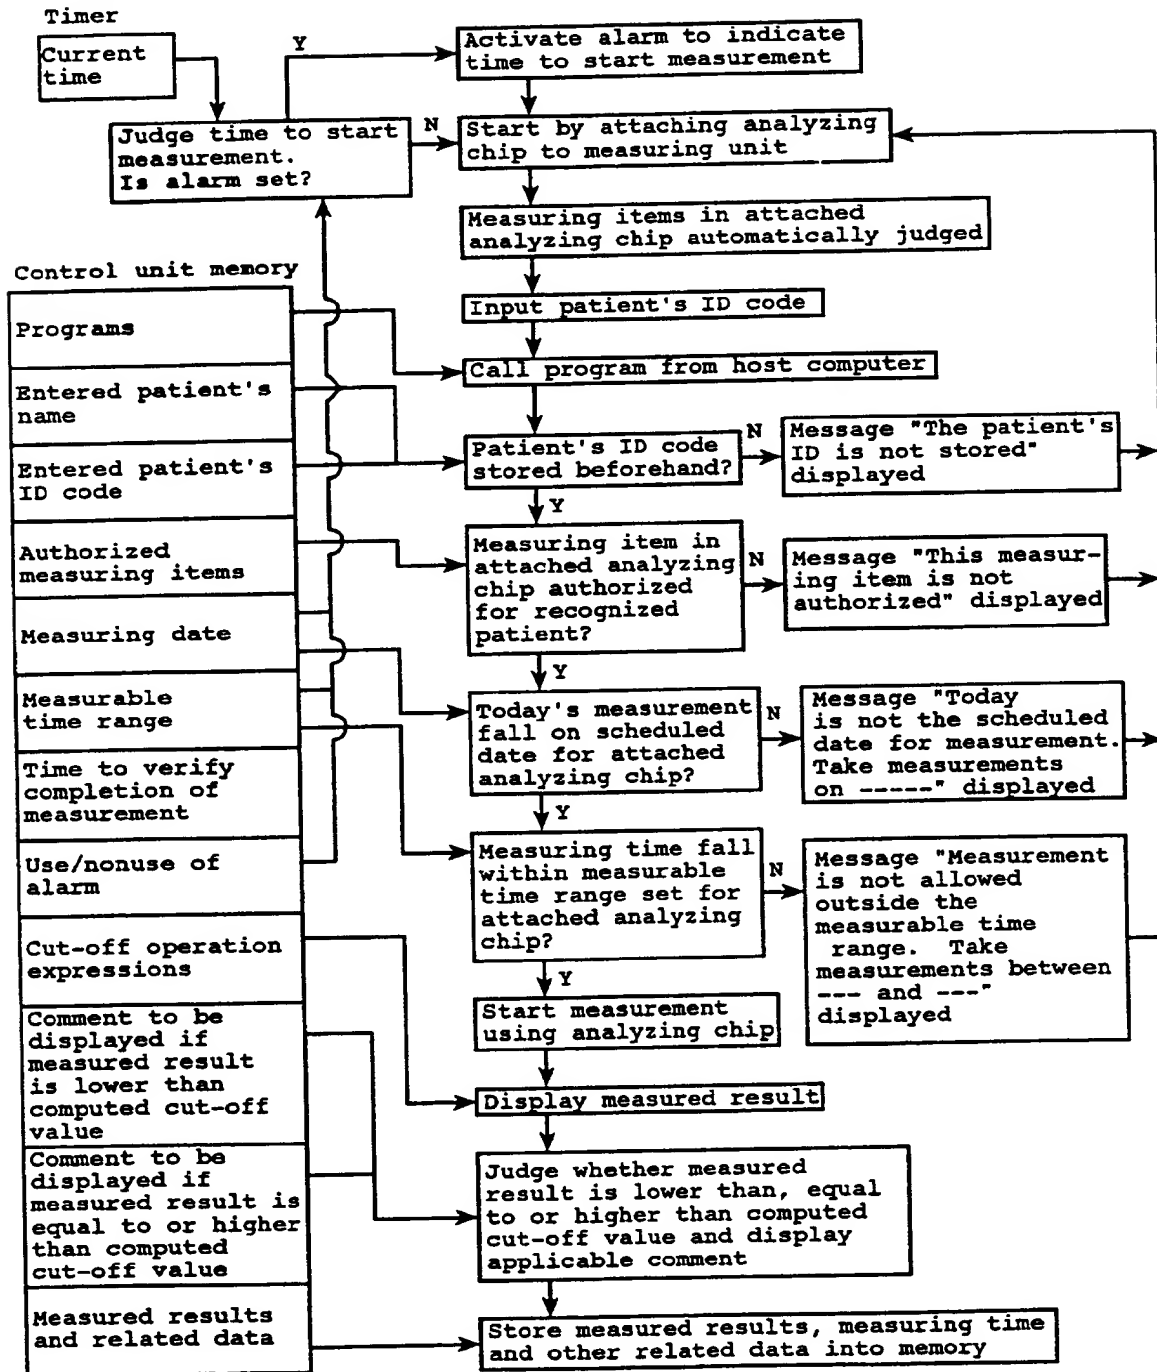 Timer
Current
time
Y
Activate alarm to indicate
time to start measurement
Judge time to start
measurement.
Is alarm set?
N
Start by attaching analyzing
chip to measuring unit
Measuring items in attached
analyzing chip automatically judged
Input patient's ID code
Call program from host computer
Patient's ID code
stored beforehand?
N
Message "The patient's
ID is not stored"
displayed
Y
Measuring item in
attached analyzing
chip authorized
for recognized
patient?
N
Message "This measur-
ing item is not
authorized" displayed
Y
Today's measurement
fall on scheduled
date for attached
analyzing chip?
N
Message "Today
is not the scheduled
date for measurement.
Take measurements
on -----" displayed
Y
Measuring time fall
within measurable
time range set for
attached analyzing
chip?
N
Message "Measurement
is not allowed
outside the
measurable time
range. Take
measurements between
--- and ---"
displayed
Y
Start measurement
using analyzing chip
Display measured result
Judge whether measured
result is lower than, equal
to or higher than computed
cut-off value and display
applicable comment
Store measured results, measuring time
and other related data into memory
Control unit memory
Programs
Entered patient's
name
Entered patient's
ID code
Authorized
measuring items
Measuring date
Measurable
time range
Time to verify
completion of
measurement
Use/nonuse of
alarm
Cut-off operation
expressions
Comment to be
displayed if
measured result
is lower than
computed cut-off
value
Comment to be
displayed if
measured result is
equal to or higher
than computed
cut-off value
Measured results
and related data